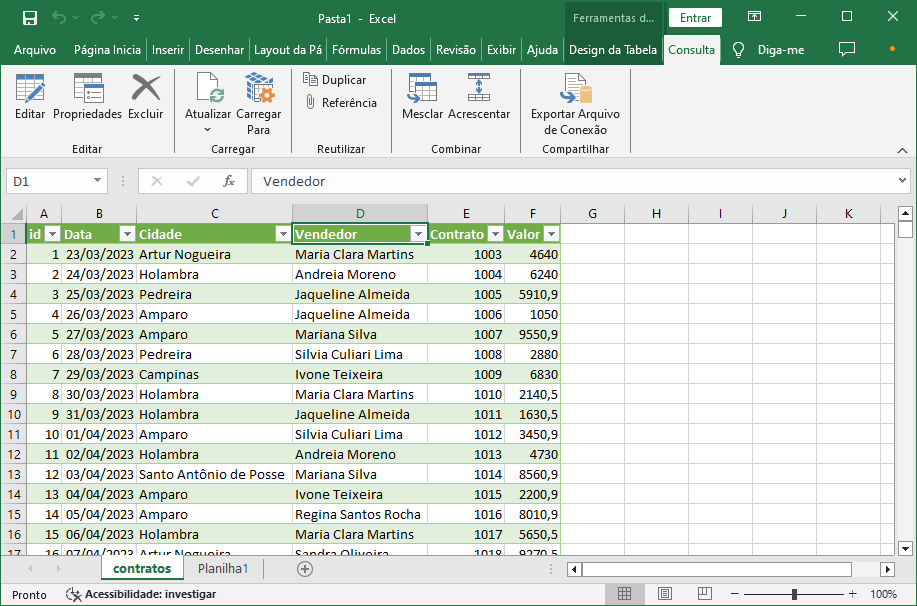 Pasta1 - Excel
Ferramentas d...
Entrar
Arquivo Página Inicia Inserir Desenhar Layout da Pá Fórmulas Dados Revisão Exibir Ajuda Design da Tabela Consulta Diga-me
Editar Propriedades Excluir
Editar
Atualizar Carregar Para
Carregar
Duplicar
Referência
Reutilizar
Mesclar Acrescentar
Combinar
Exportar Arquivo
de Conexão
Compartilhar
D1 fx Vendedor
A B C D E F G H I J K
1 id Data Cidade Vendedor Contrato Valor
2 1 23/03/2023 Artur Nogueira Maria Clara Martins 1003 4640
3 2 24/03/2023 Holambra Andreia Moreno 1004 6240
4 3 25/03/2023 Pedreira Jaqueline Almeida 1005 5910,9
5 4 26/03/2023 Amparo Jaqueline Almeida 1006 1050
6 5 27/03/2023 Amparo Mariana Silva 1007 9550,9
7 6 28/03/2023 Pedreira Silvia Culiari Lima 1008 2880
8 7 29/03/2023 Campinas Ivone Teixeira 1009 6830
9 8 30/03/2023 Holambra Maria Clara Martins 1010 2140,5
10 9 31/03/2023 Holambra Jaqueline Almeida 1011 1630,5
11 10 01/04/2023 Amparo Silvia Culiari Lima 1012 3450,9
12 11 02/04/2023 Holambra Andreia Moreno 1013 4730
13 12 03/04/2023 Santo Antônio de Posse Mariana Silva 1014 8560,9
14 13 04/04/2023 Amparo Ivone Teixeira 1015 2200,9
15 14 05/04/2023 Amparo Regina Santos Rocha 1016 8010,9
16 15 06/04/2023 Holambra Maria Clara Martins 1017 5650,5
17 16 07/04/2023 Artur Nogueira Sandra Oliveira 1018 9270,5
contratos Planilha1
Pronto Acessibilidade: investigar 100%